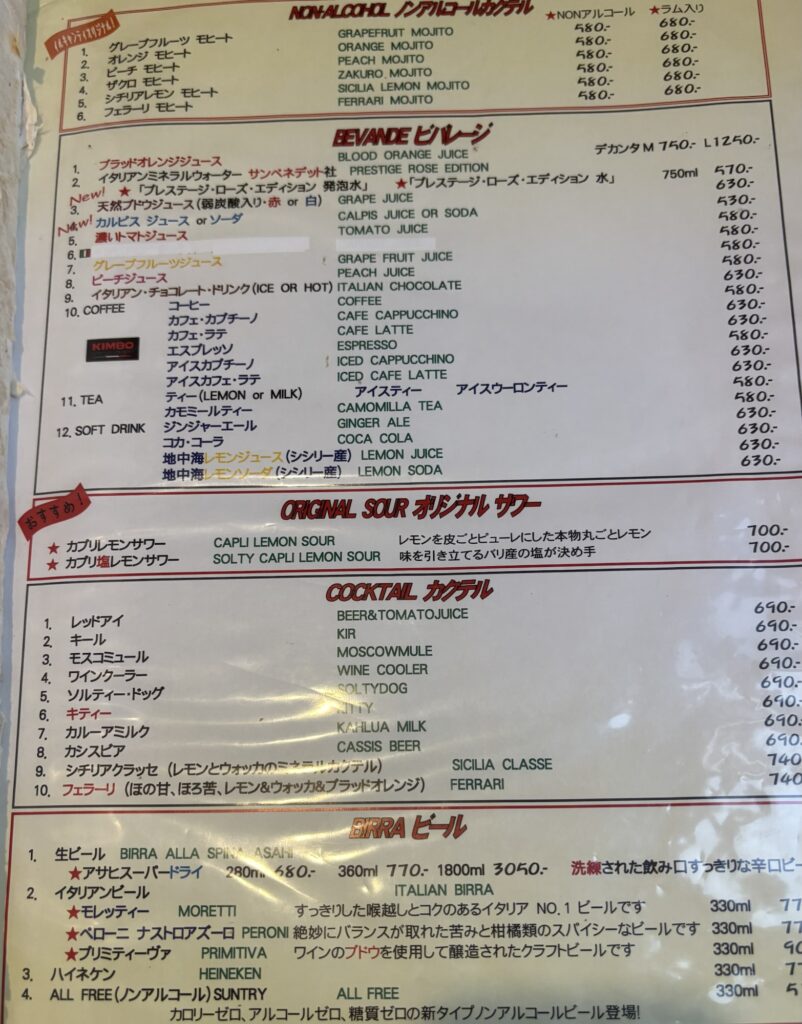 NON-ALCOHOL ノンアルコールカクテル ★NONアルコール ★ラム入り
1. グレープフルーツ モヒート GRAPEFRUIT MOJITO 580.- 680.-
2. オレンジ モヒート ORANGE MOJITO 580.- 680.-
3. ピーチ モヒート PEACH MOJITO 580.- 680.-
4. ザクロ モヒート ZAKURO MOJITO 580.- 680.-
5. シチリアレモン モヒート SICILIA LEMON MOJITO 580.- 680.-
6. フェラーリ モヒート FERRARI MOJITO
BEVANDE ビバレージ
1. ブラッドオレンジジュース BLOOD ORANGE JUICE デカンタ M 750.- L1250.-
2. イタリアンミネラルウォーター サンベネデット社 PRESTIGE ROSE EDITION
★「プレステージ・ローズ・エディション 発泡水」 ★「プレステージ・ローズ・エディション 水」 750ml 570.-
New! 3. 天然ブドウジュース(弱炭酸入り・赤 or 白) GRAPE JUICE 630.-
New! カルピス ジュース or ソーダ CALPIS JUICE OR SODA 530.-
5. 濃いトマトジュース TOMATO JUICE 580.-
6.
7. グレープフルーツジュース GRAPE FRUIT JUICE 580.-
8. ピーチジュース PEACH JUICE 580.-
9. イタリアン・チョコレート・ドリンク(ICE OR HOT) ITALIAN CHOCOLATE 630.-
10. COFFEE コーヒー COFFEE 580.-
カフェ・カプチーノ CAFE CAPPUCCHINO 630.-
カフェ・ラテ CAFE LATTE 630.-
KIMBO
エスプレッソ ESPRESSO 580.-
アイスカプチーノ ICED CAPPUCCHINO 630.-
アイスカフェ・ラテ ICED CAFE LATTE 630.-
11. TEA ティー(LEMON or MILK) アイスティー アイスウーロンティー 580.-
カモミールティー CAMOMILLA TEA 630.-
12. SOFT DRINK ジンジャーエール GINGER ALE 580.-
コカ・コーラ COCA COLA 630.-
地中海レモンジュース(シシリー産) LEMON JUICE 630.-
地中海レモンソーダ(シシリー産) LEMON SODA 630.-
おすすめ!
ORIGINAL SOUR オリジナル サワー
★ カプリレモンサワー CAPLI LEMON SOUR レモンを皮ごとピューレにした本物丸ごとレモン 700.-
★ カプリ塩レモンサワー SOLTY CAPLI LEMON SOUR 味を引き立てるバリ産の塩が決め手 700.-
COCKTAIL カクテル
1. レッドアイ BEER&TOMATOJUICE 690.-
2. キール KIR 690.-
3. モスコミュール MOSCOWMULE 690.-
4. ワインクーラー WINE COOLER 690.-
5. ソルティー・ドッグ SOLTYDOG 690.-
6. キティー KITTY 690.-
7. カルーアミルク KAHLUA MILK 690.-
8. カシスビア CASSIS BEER 690.
9. シチリアクラッセ (レモンとウォッカのミネラルカクテル) SICILIA CLASSE 740
10. フェラーリ (ほの甘、ほろ苦、レモン&ウォッカ&ブラッドオレンジ) FERRARI 740
BIRRA ビール
1. 生ビール BIRRA ALLA SPINA ASAHI
★アサヒスーパードライ 280ml 680.- 360ml 770.- 1800ml 3050.- 洗練された飲み口すっきりな辛口ビー
2. イタリアンビール ITALIAN BIRRA
★モレッティー MORETTI すっきりした喉越しとコクのあるイタリア NO.1 ビールです 330ml 77
★ペローニ ナストロアズーロ PERONI 絶妙にバランスが取れた苦みと柑橘類のスパイシーなビールです 330ml 77
★プリミティーヴァ PRIMITIVA ワインのブドウを使用して醸造されたクラフトビールです 330ml 90
3. ハイネケン HEINEKEN 330ml 77
4. ALL FREE(ノンアルコール)SUNTRY ALL FREE 330ml 5
カロリーゼロ、アルコールゼロ、糖質ゼロの新タイプノンアルコールビール登場!